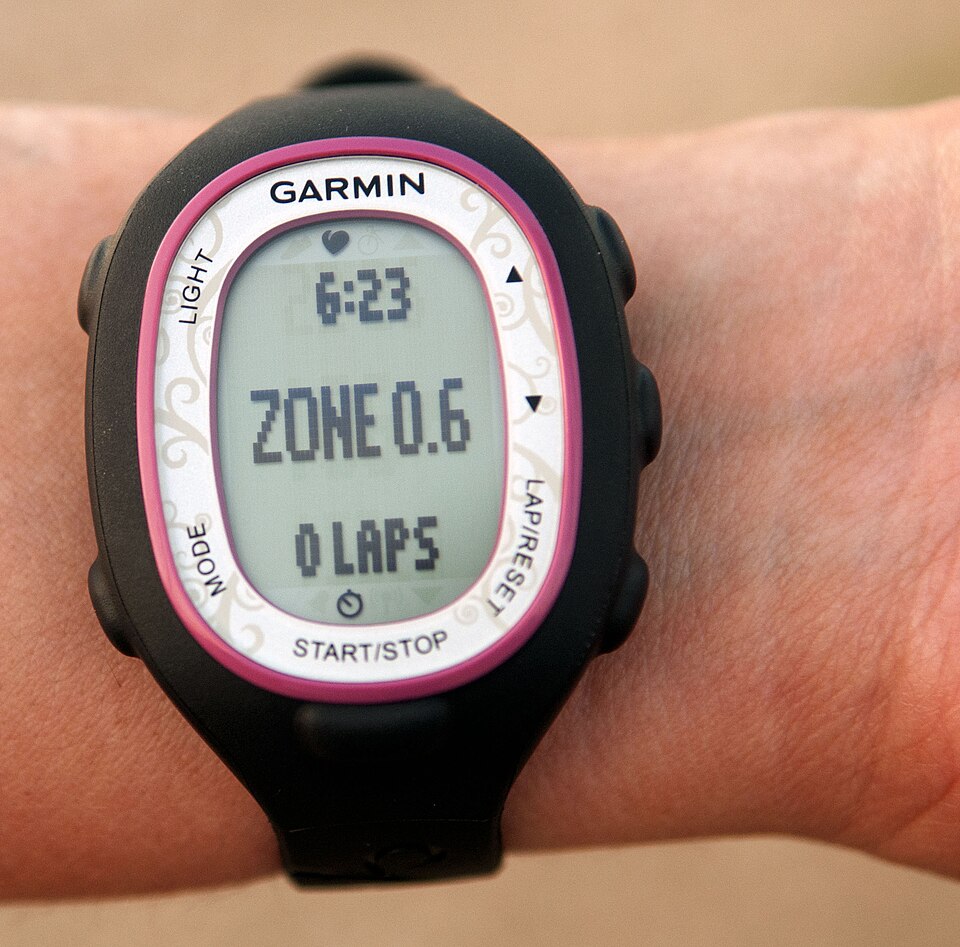 GARMIN
LIGHT
6:23
ZONE 0.6
0 LAPS
MODE
LAP/RESET
START/STOP